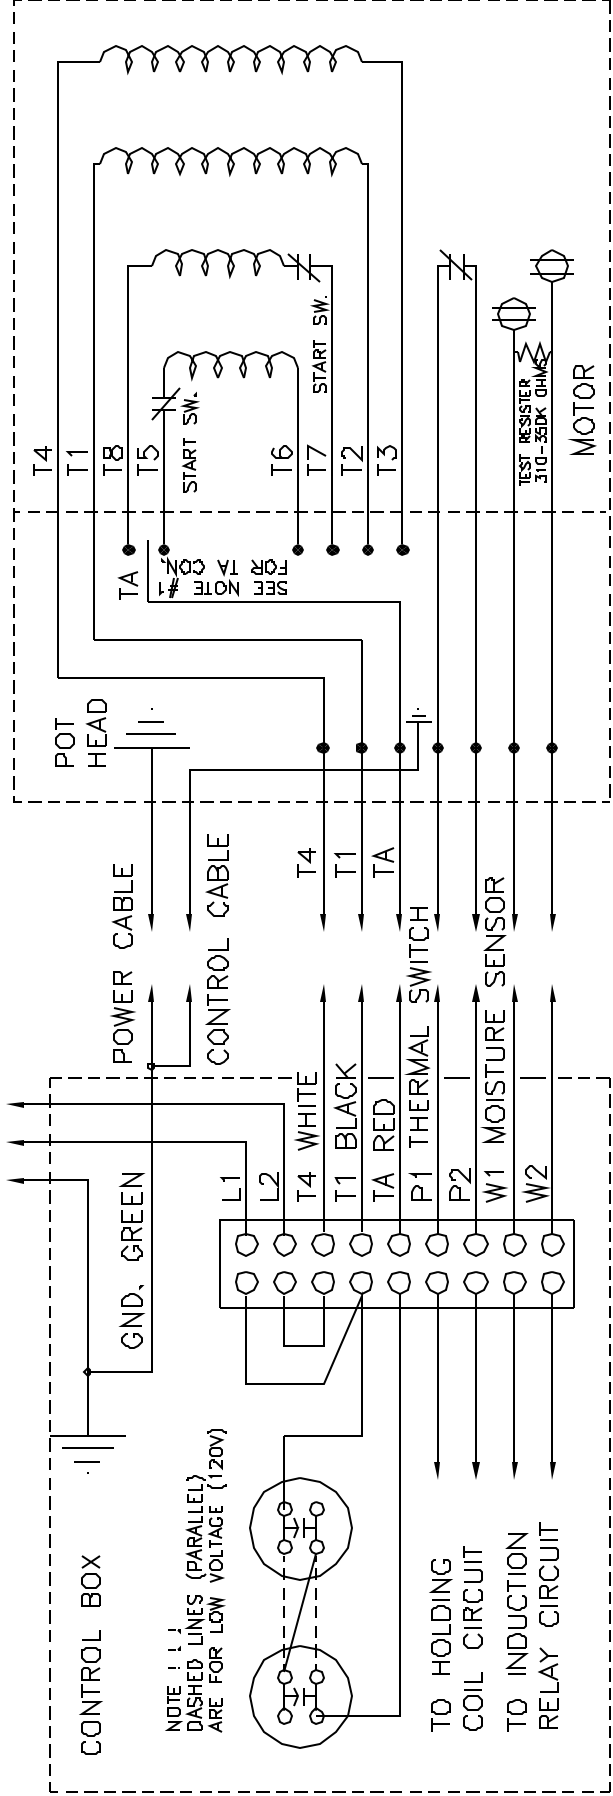 T4
T1
T8
T5
T6
T7
T2
T3
START SW.
START SW.
TEST RESISTER
310-350K OHMS
MOTOR
TA
SEE NOTE #1
FOR TA CON.
POT
HEAD
POWER CABLE
CONTROL CABLE
T4
T1
TA
THERMAL SWITCH
MOISTURE SENSOR
GND. GREEN
L1
L2
T4 WHITE
T1 BLACK
TA RED
P1
P2
W1
W2
CONTROL BOX
NOTE ! ! !
DASHED LINES (PARALLEL)
ARE FOR LOW VOLTAGE (120V)
TO HOLDING
COIL CIRCUIT
TO INDUCTION
RELAY CIRCUIT